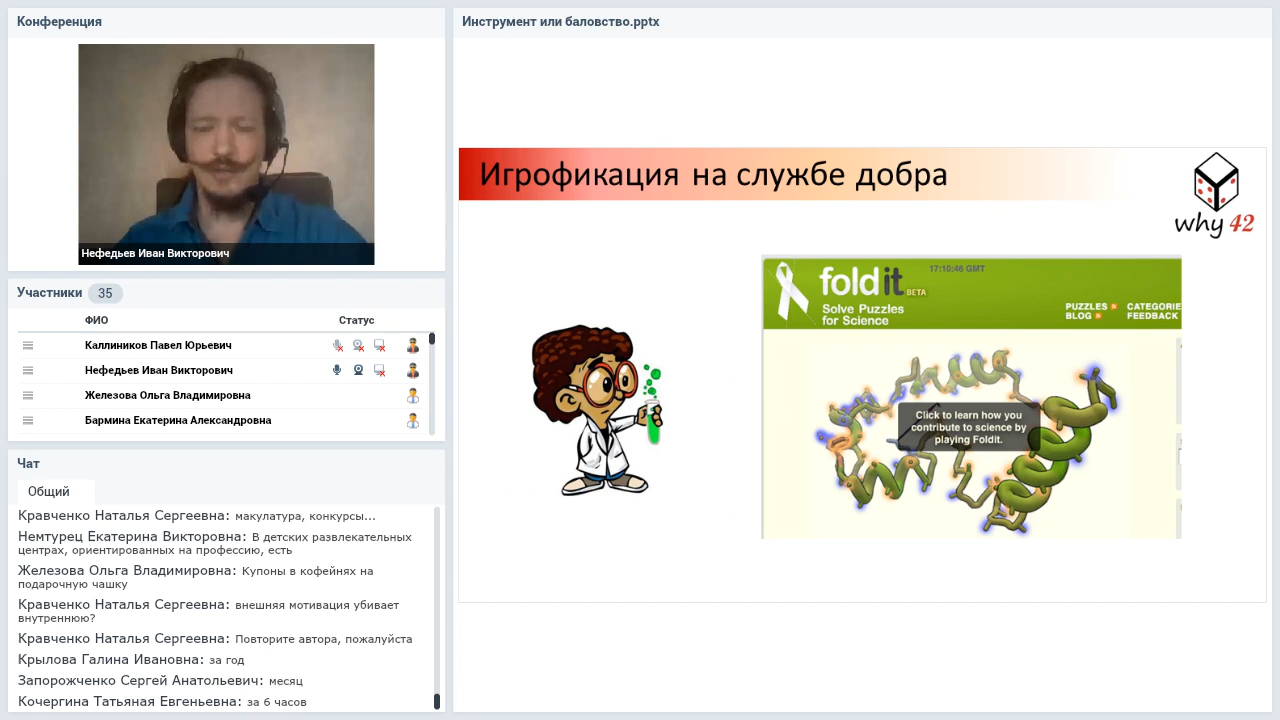 Конференция
Нефедьев Иван Викторович
Участники 35
ФИО Статус
Каллиников Павел Юрьевич
Нефедьев Иван Викторович
Железова Ольга Владимировна
Бармина Екатерина Александровна
Чат
Общий
Кравченко Наталья Сергеевна: макулатура, конкурсы...
Немтурец Екатерина Викторовна: В детских развлекательных
центрах, ориентированных на профессию, есть
Железова Ольга Владимировна: Купоны в кофейнях на
подарочную чашку
Кравченко Наталья Сергеевна: внешняя мотивация убивает
внутреннюю?
Кравченко Наталья Сергеевна: Повторите автора, пожалуйста
Крылова Галина Ивановна: за год
Запорожченко Сергей Анатольевич: месяц
Кочергина Татьяная Евгеньевна: за 6 часов
Инструмент или баловство.pptx
Игрофикация на службе добра
why 42
foldit BETA
17:10:46 GMT
Solve Puzzles
for Science
PUZZLES CATEGORIE
BLOG FEEDBACK
Click to learn how you
contribute to science by
playing Foldit.